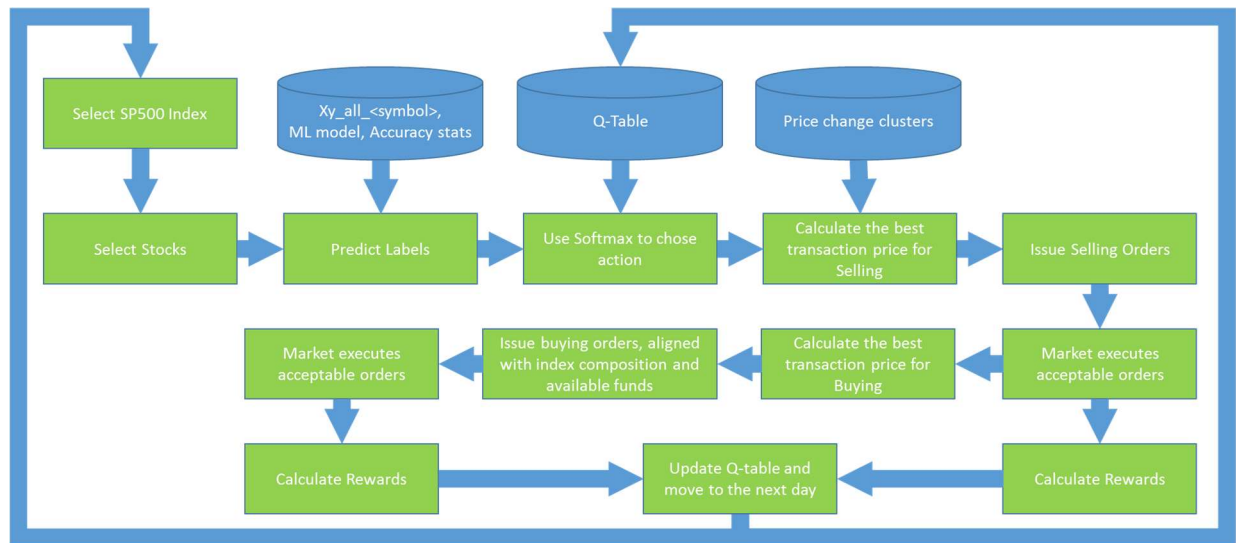 Select SP500 Index
Xy_all_<symbol>,
ML model, Accuracy stats
Q-Table
Price change clusters
Select Stocks
Predict Labels
Use Softmax to chose
action
Calculate the best
transaction price for
Selling
Issue Selling Orders
Market executes
acceptable orders
Issue buying orders, aligned
with index composition and
available funds
Calculate the best
transaction price for
Buying
Market executes
acceptable orders
Calculate Rewards
Update Q-table and
move to the next day
Calculate Rewards